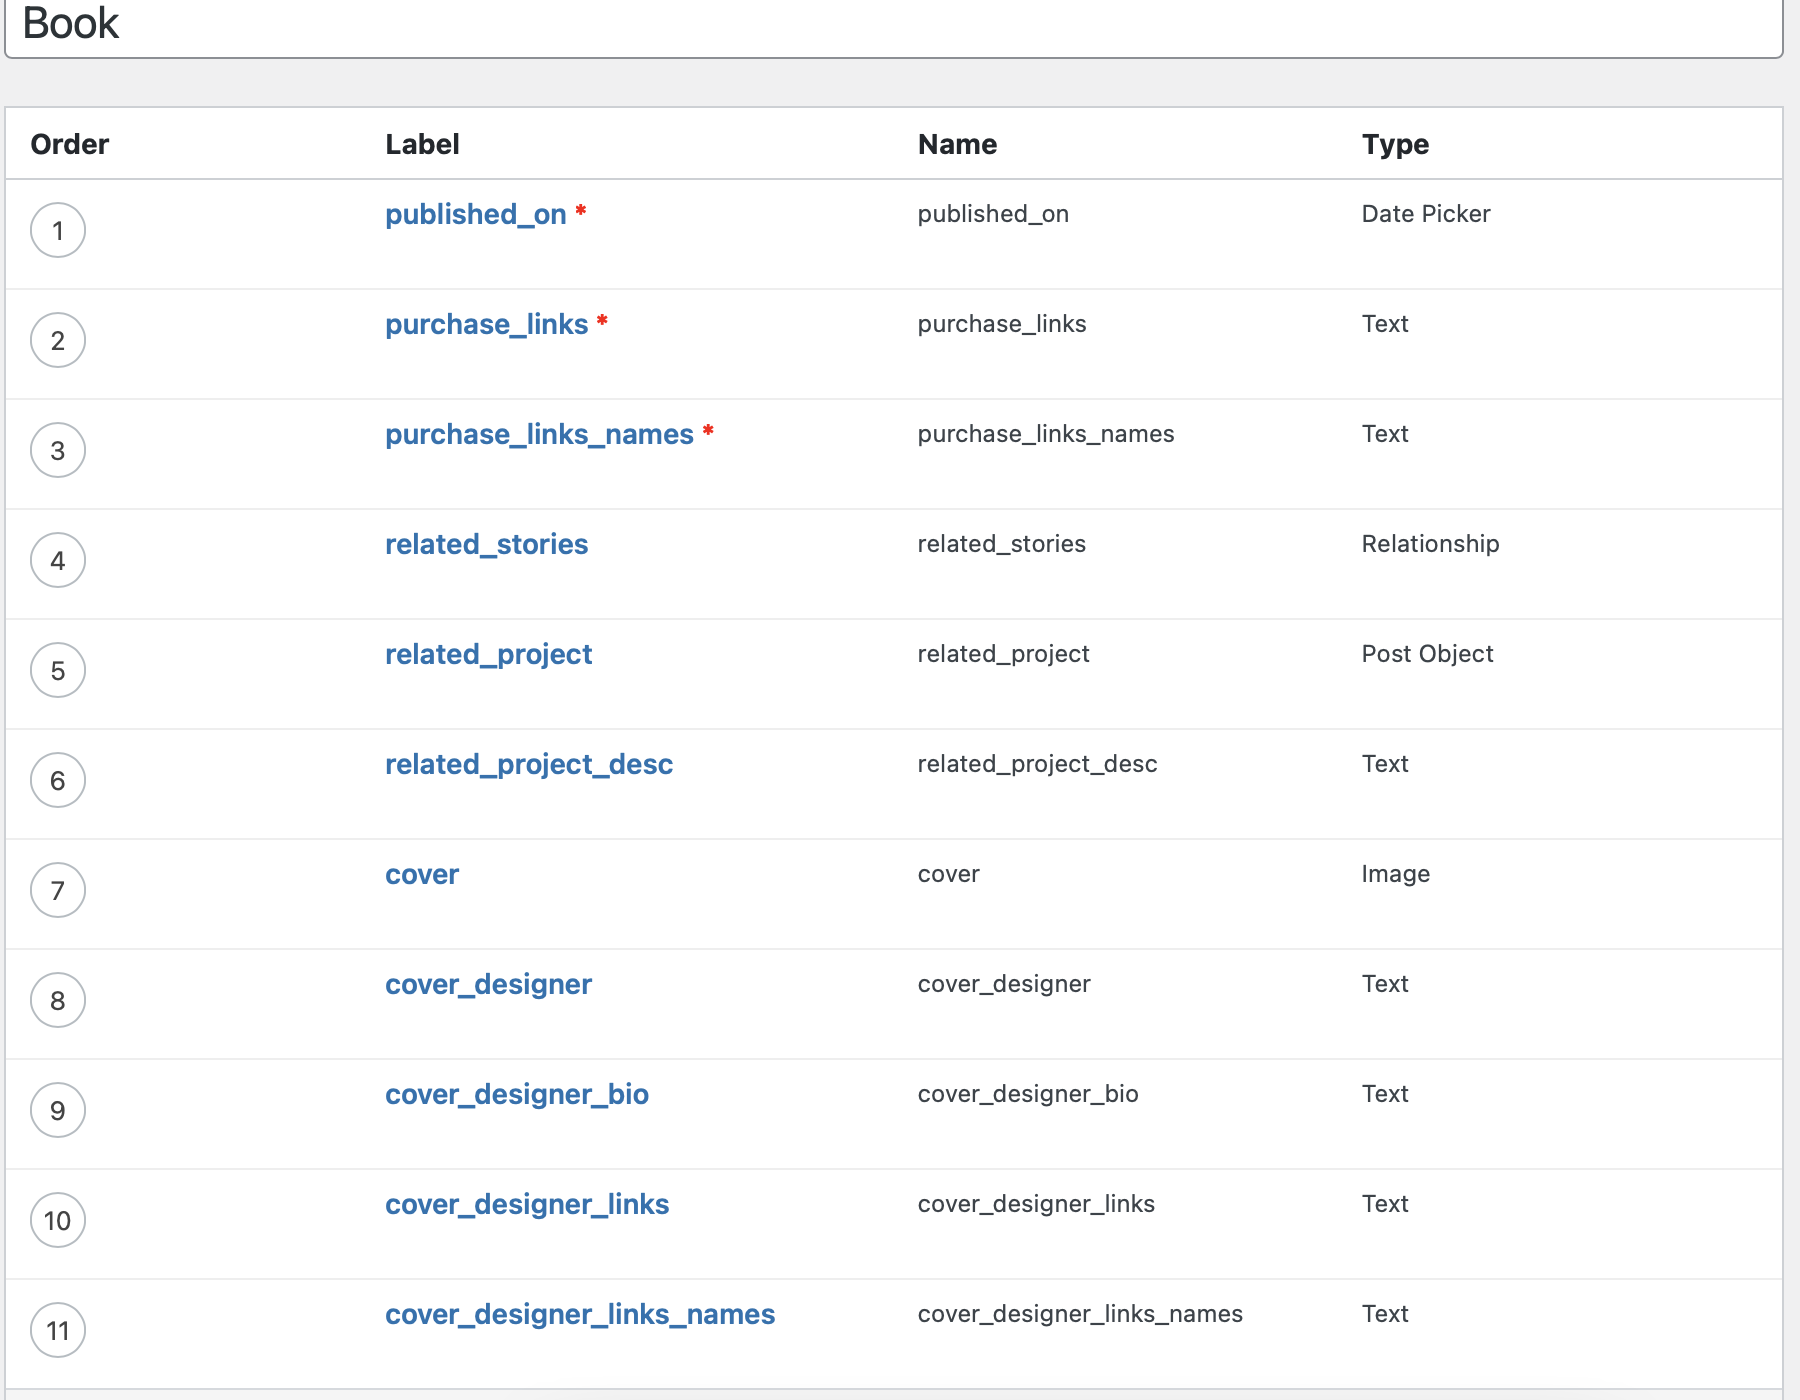 Book
Order Label Name Type
1 published_on * published_on Date Picker
2 purchase_links * purchase_links Text
3 purchase_links_names * purchase_links_names Text
4 related_stories related_stories Relationship
5 related_project related_project Post Object
6 related_project_desc related_project_desc Text
7 cover cover Image
8 cover_designer cover_designer Text
9 cover_designer_bio cover_designer_bio Text
10 cover_designer_links cover_designer_links Text
11 cover_designer_links_names cover_designer_links_names Text